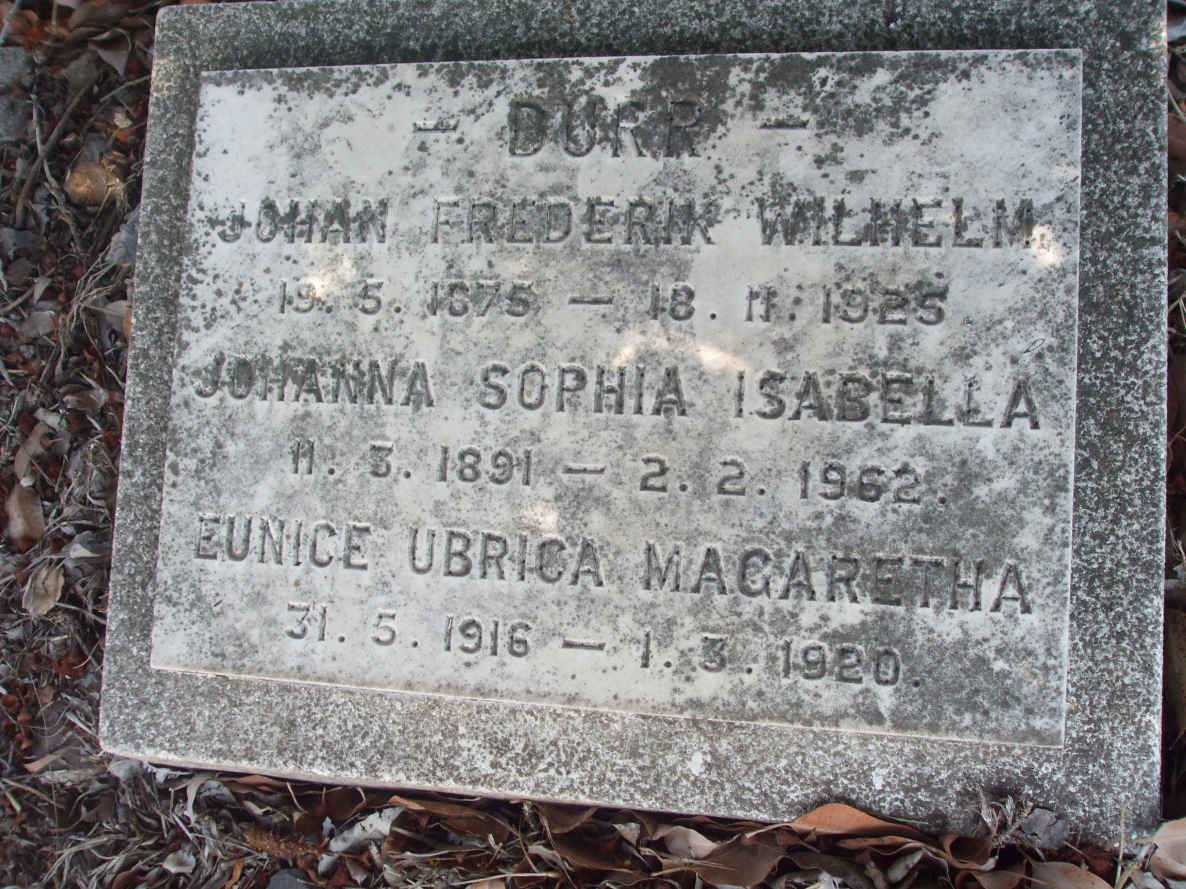 - DURR -
JOHAN FREDERIK WILHELM.
19. 5. 1875 — 18. 11. 1925
JOHANNA SOPHIA ISABELLA
11. 3. 1891 — 2. 2. 1962.
EUNICE UBRICA MAGARETHA
31. 5. 1916 — 1. 3. 1920.